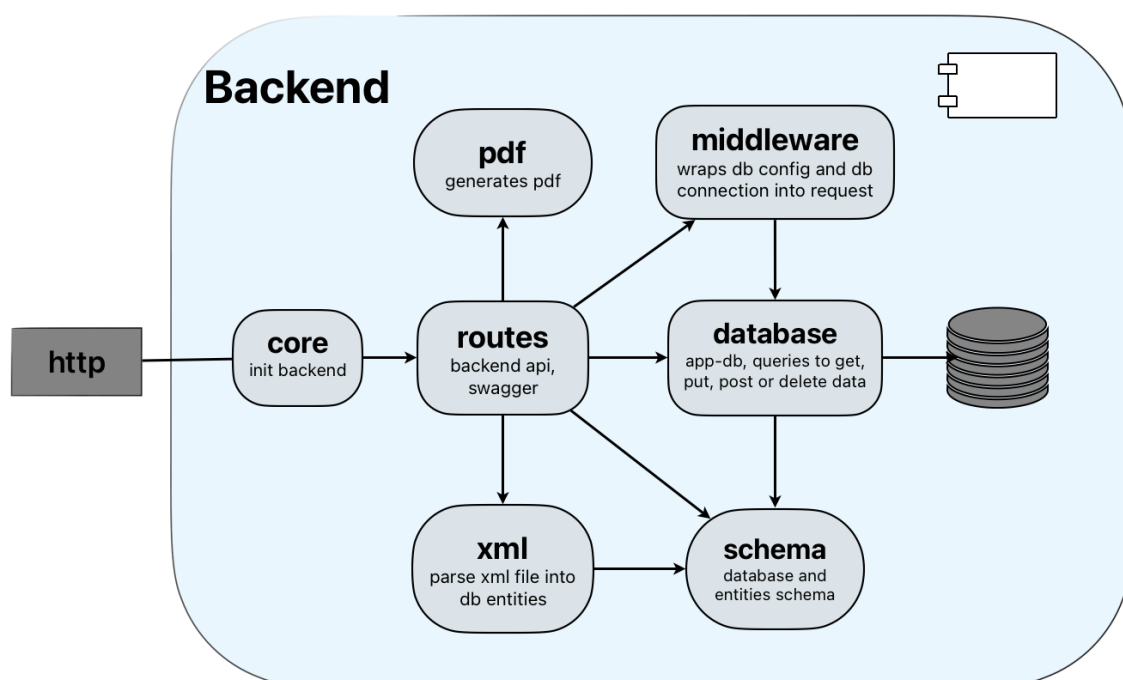 Backend
pdf
generates pdf
middleware
wraps db config and db
connection into request
http
core
init backend
routes
backend api,
swagger
database
app-db, queries to get,
put, post or delete data
xml
parse xml file into
db entities
schema
database and
entities schema